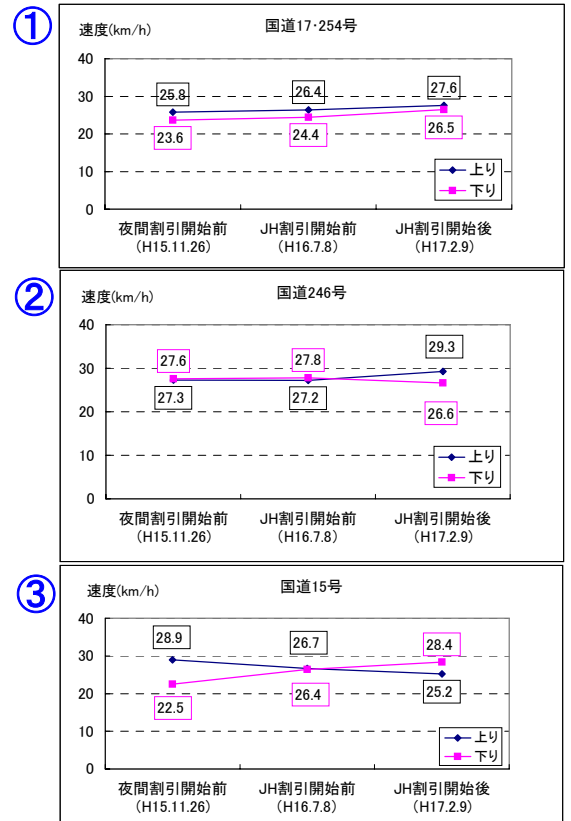 ①
速度(km/h)
国道17・254号
40
30
20
10
0
25.8
26.4
27.6
23.6
24.4
26.5
上り
下り
夜間割引開始前
JH割引開始前
JH割引開始後
(H15.11.26)
(H16.7.8)
(H17.2.9)
②
速度(km/h)
国道246号
40
30
20
10
0
27.6
27.8
29.3
27.3
27.2
26.6
上り
下り
夜間割引開始前
JH割引開始前
JH割引開始後
(H15.11.26)
(H16.7.8)
(H17.2.9)
③
速度(km/h)
国道15号
40
30
20
10
0
28.9
26.7
28.4
22.5
26.4
25.2
上り
下り
夜間割引開始前
JH割引開始前
JH割引開始後
(H15.11.26)
(H16.7.8)
(H17.2.9)